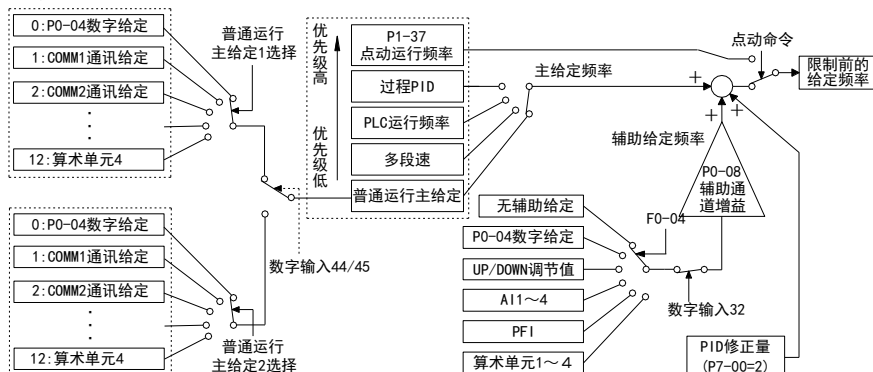 0:P0-04数字给定
1:COMM1通讯给定
2:COMM2通讯给定
12:算术单元4
普通运行
主给定1选择
0:P0-04数字给定
1:COMM1通讯给定
2:COMM2通讯给定
12:算术单元4
普通运行
主给定2选择
数字输入44/45
优先级高
优先级低
P1-37
点动运行频率
过程PID
PLC运行频率
多段速
普通运行主给定
主给定频率
点动命令
限制前的
给定频率
+
+
+
辅助给定频率
P0-08
辅助通
道增益
F0-04
无辅助给定
P0-04数字给定
UP/DOWN调节值
AI1～4
PFI
算术单元1～4
数字输入32
PID修正量
(P7-00=2)